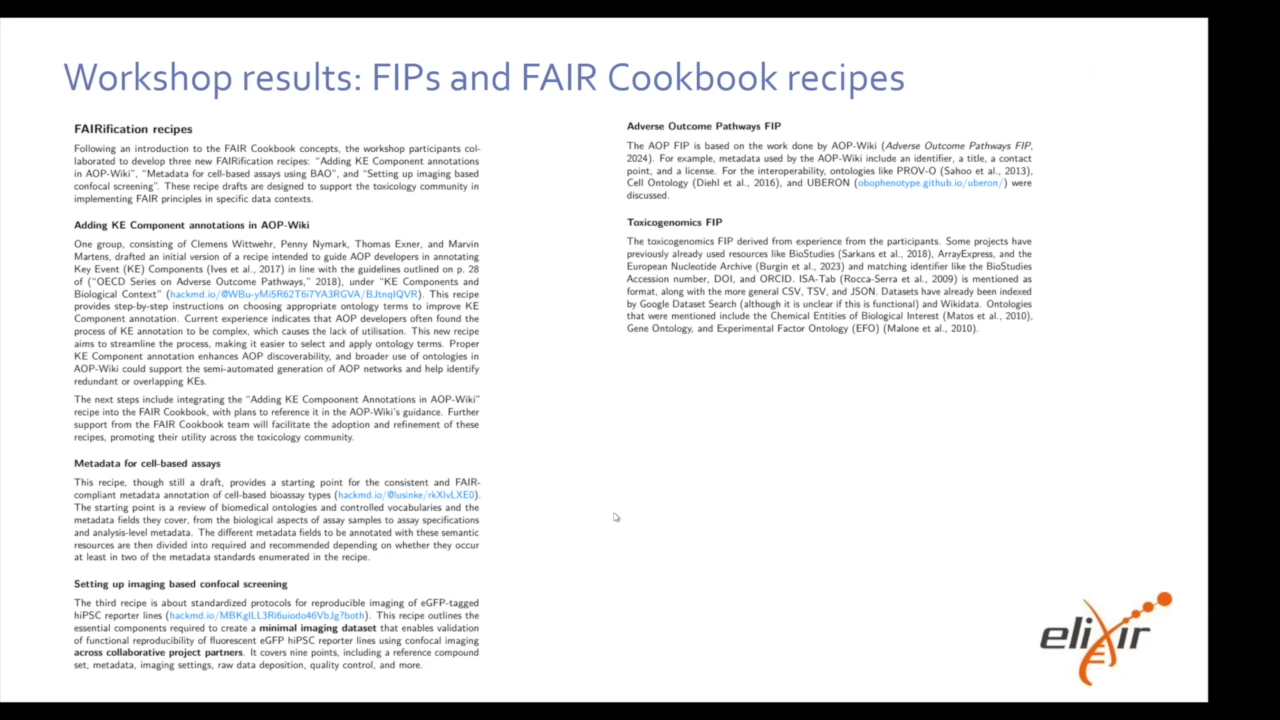 Workshop results: FIPs and FAIR Cookbook recipes
FAIRification recipes
Following an introduction to the FAIR Cookbook concepts, the workshop participants col-
laborated to develop three new FAIRification recipes: "Adding KE Component annotations
in AOP-Wiki", "Metadata for cell-based assays using BAO", and "Setting up imaging based
confocal screening". These recipe drafts are designed to support the toxicology community in
implementing FAIR principles in specific data contexts.
Adding KE Component annotations in AOP-Wiki
One group, consisting of Clemens Wittwehr, Penny Nymark, Thomas Exner, and Marvin
Martens, drafted an initial version of a recipe intended to guide AOP developers in annotating
Key Event (KE) Components (Ives et al., 2017) in line with the guidelines outlined on p. 28
of ("OECD Series on Adverse Outcome Pathways," 2018), under "KE Components and
Biological Context" (hackmd.io/@WBu-yMi5R62T6i7YA3RGVA/BJtnqIQVR). This recipe
provides step-by-step instructions on choosing appropriate ontology terms to improve KE
Component annotation. Current experience indicates that AOP developers often found the
process of KE annotation to be complex, which causes the lack of utilisation. This new recipe
aims to streamline the process, making it easier to select and apply ontology terms. Proper
KE Component annotation enhances AOP discoverability, and broader use of ontologies in
AOP-Wiki could support the semi-automated generation of AOP networks and help identify
redundant or overlapping KEs.
The next steps include integrating the "Adding KE Compoonent Annotations in AOP-Wiki"
recipe into the FAIR Cookbook, with plans to reference it in the AOP-Wiki's guidance. Further
support from the FAIR Cookbook team will facilitate the adoption and refinement of these
recipes, promoting their utility across the toxicology community.
Metadata for cell-based assays
This recipe, though still a draft, provides a starting point for the consistent and FAIR-
compliant metadata annotation of cell-based bioassay types (hackmd.io/@lusinke/rkXIvLXE0).
The starting point is a review of biomedical ontologies and controlled vocabularies and the
metadata fields they cover, from the biological aspects of assay samples to assay specifications
and analysis-level metadata. The different metadata fields to be annotated with these semantic
resources are then divided into required and recommended depending on whether they occur
at least in two of the metadata standards enumerated in the recipe.
Setting up imaging based confocal screening
The third recipe is about standardized protocols for reproducible imaging of eGFP-tagged
hiPSC reporter lines (hackmd.io/MBKgILL3Ri6uiodo46VbJg?both). This recipe outlines the
essential components required to create a minimal imaging dataset that enables validation
of functional reproducibility of fluorescent eGFP hiPSC reporter lines using confocal imaging
across collaborative project partners. It covers nine points, including a reference compound
set, metadata, imaging settings, raw data deposition, quality control, and more.
Adverse Outcome Pathways FIP
The AOP FIP is based on the work done by AOP-Wiki (Adverse Outcome Pathways FIP,
2024). For example, metadata used by the AOP-Wiki include an identifier, a title, a contact
point, and a license. For the interoperability, ontologies like PROV-O (Sahoo et al., 2013),
Cell Ontology (Diehl et al., 2016), and UBERON (obophenotype.github.io/uberon/) were
discussed.
Toxicogenomics FIP
The toxicogenomics FIP derived from experience from the participants. Some projects have
previously already used resources like BioStudies (Sarkans et al., 2018), ArrayExpress, and the
European Nucleotide Archive (Burgin et al., 2023) and matching identifier like the BioStudies
Accession number, DOI, and ORCID. ISA-Tab (Rocca-Serra et al., 2009) is mentioned as
format, along with the more general CSV, TSV, and JSON. Datasets have already been indexed
by Google Dataset Search (although it is unclear if this is functional) and Wikidata. Ontologies
that were mentioned include the Chemical Entities of Biological Interest (Matos et al., 2010),
Gene Ontology, and Experimental Factor Ontology (EFO) (Malone et al., 2010).
elixir